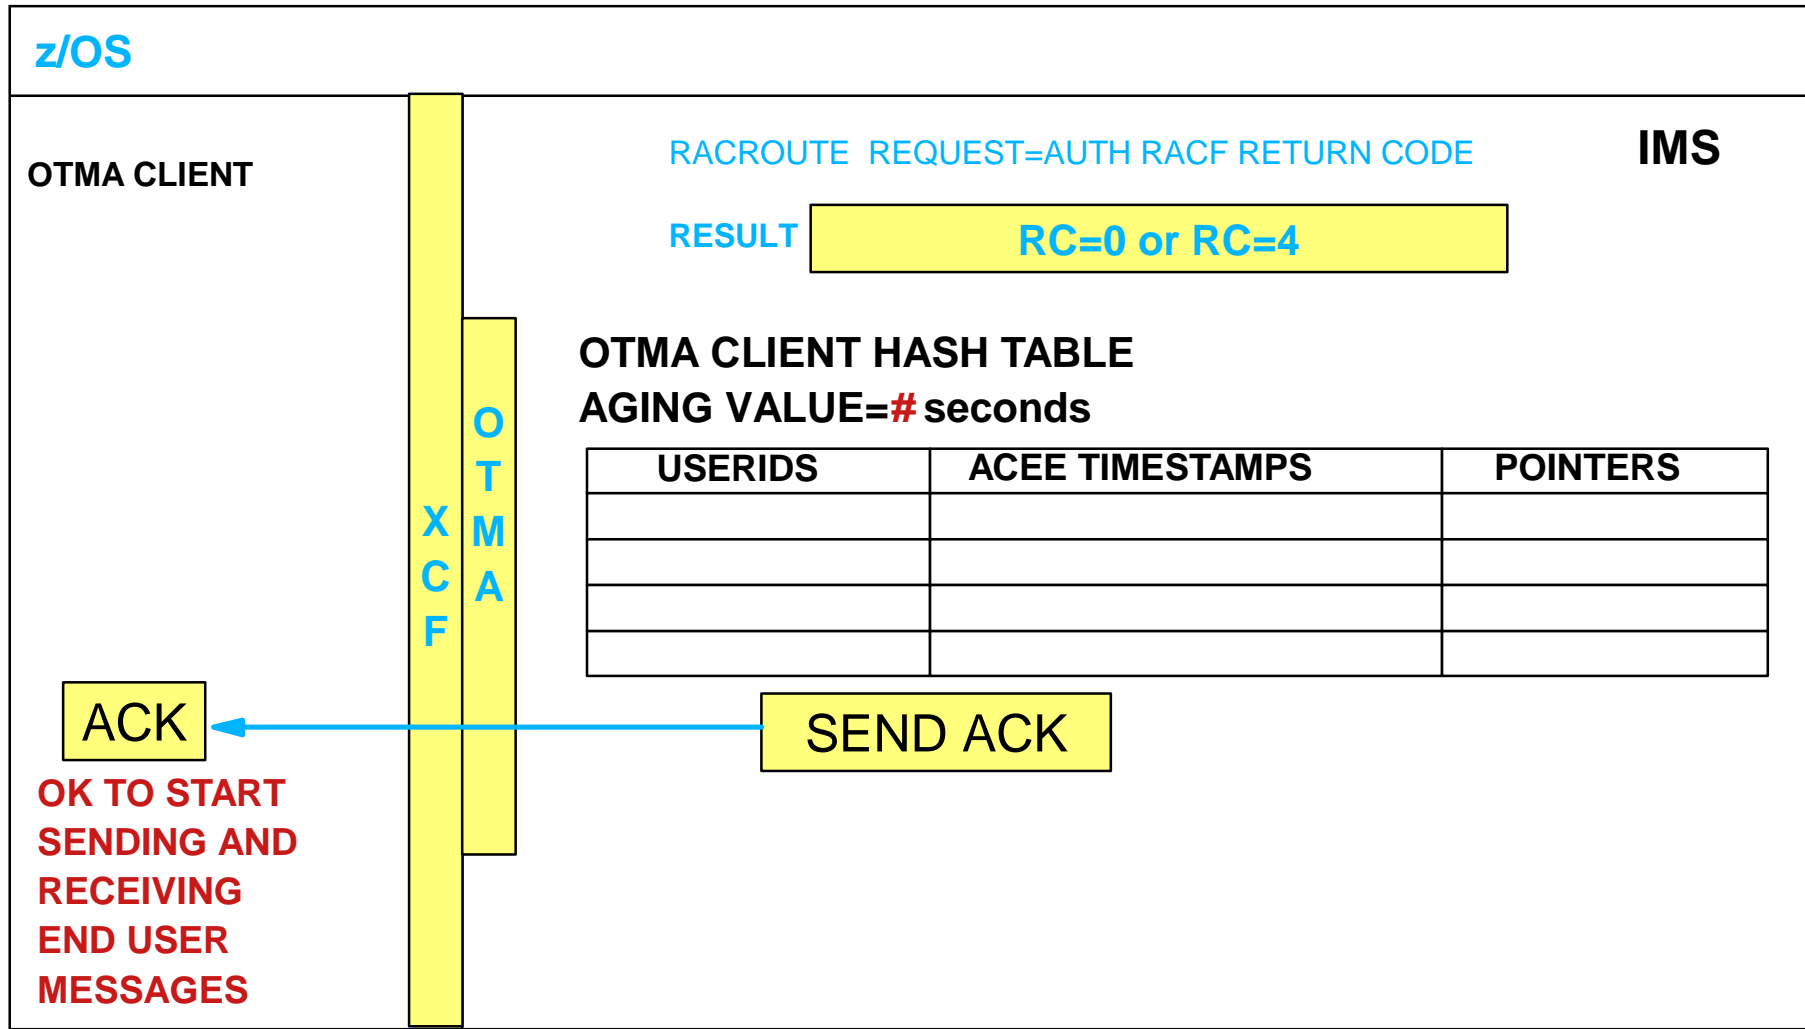 z/OS
OTMA CLIENT
RACROUTE REQUEST=AUTH RACF RETURN CODE
IMS
RESULT
RC=0 or RC=4
OTMA CLIENT HASH TABLE
AGING VALUE=# seconds
XCF
OTMA
USERIDS ACEE TIMESTAMPS POINTERS
ACK
SEND ACK
OK TO START
SENDING AND
RECEIVING
END USER
MESSAGES